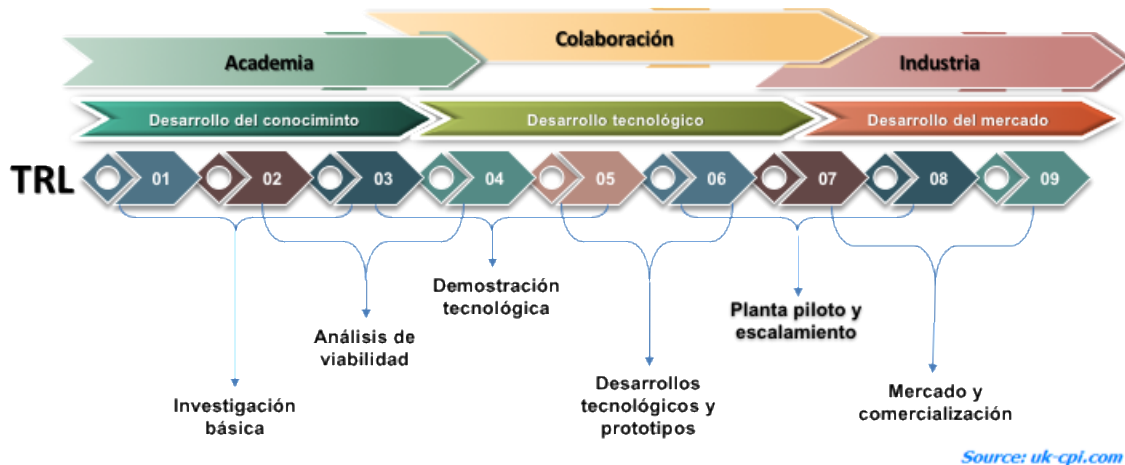 Colaboración
Academia
Industria
Desarrollo del conociminto
Desarrollo tecnológico
Desarrollo del mercado
TRL
01
02
03
04
05
06
07
08
09
Demostración
tecnológica
Planta piloto y
escalamiento
Análisis de
viabilidad
Investigación
básica
Desarrollos
tecnológicos y
prototipos
Mercado y
comercialización
Source: uk-cpi.com